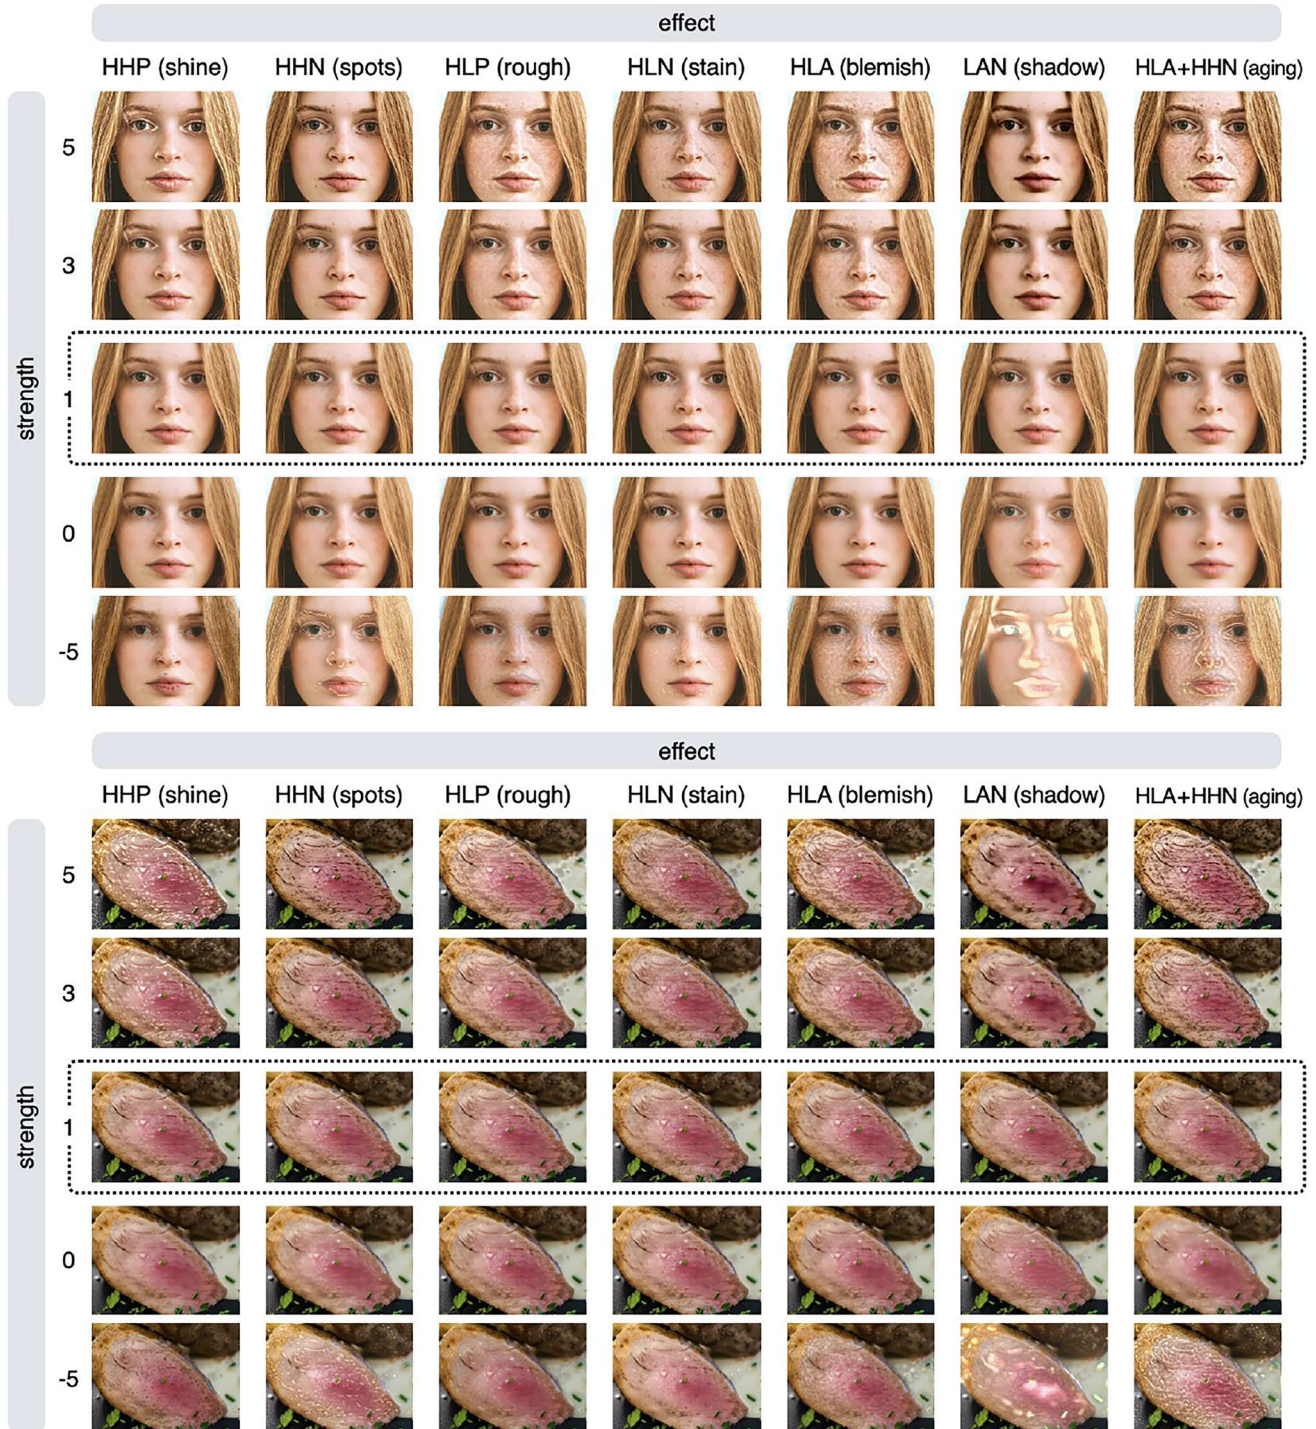 effect
HHP (shine) HHN (spots) HLP (rough) HLN (stain) HLA (blemish) LAN (shadow) HLA+HHN (aging)
5
3
strength
1
0
-5
effect
HHP (shine) HHN (spots) HLP (rough) HLN (stain) HLA (blemish) LAN (shadow) HLA+HHN (aging)
5
3
strength
1
0
-5